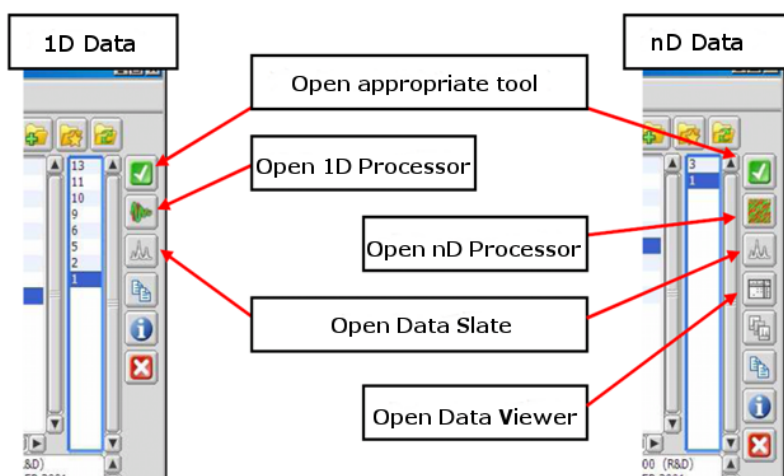 1D Data
nD Data
Open appropriate tool
Open 1D Processor
Open nD Processor
Open Data Slate
Open Data Viewer
13
11
10
9
6
5
2
1
3
1
&D)
00 (R&D)